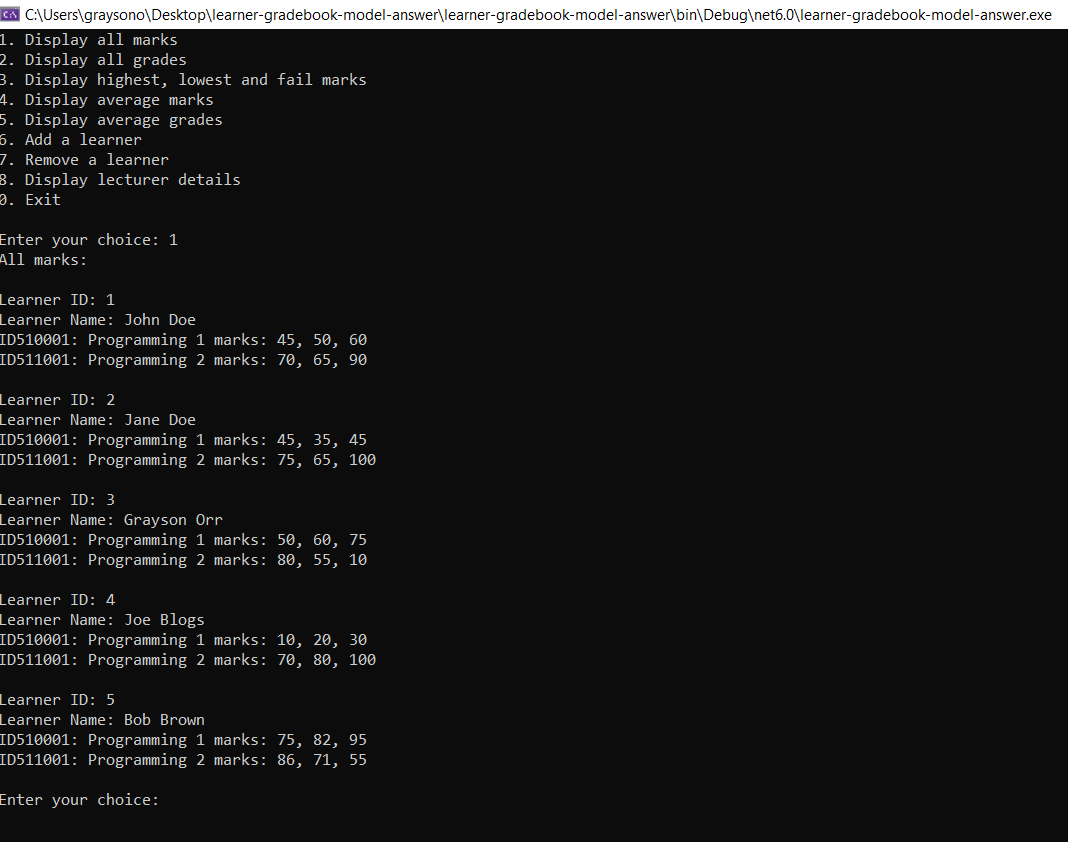 C:\Users\graysono\Desktop\learner-gradebook-model-answer\learner-gradebook-model-answer\bin\Debug\net6.0\learner-gradebook-model-answer.exe
1. Display all marks
2. Display all grades
3. Display highest, lowest and fail marks
4. Display average marks
5. Display average grades
6. Add a learner
7. Remove a learner
8. Display lecturer details
0. Exit
Enter your choice: 1
All marks:
Learner ID: 1
Learner Name: John Doe
ID510001: Programming 1 marks: 45, 50, 60
ID511001: Programming 2 marks: 70, 65, 90
Learner ID: 2
Learner Name: Jane Doe
ID510001: Programming 1 marks: 45, 35, 45
ID511001: Programming 2 marks: 75, 65, 100
Learner ID: 3
Learner Name: Grayson Orr
ID510001: Programming 1 marks: 50, 60, 75
ID511001: Programming 2 marks: 80, 55, 10
Learner ID: 4
Learner Name: Joe Blogs
ID510001: Programming 1 marks: 10, 20, 30
ID511001: Programming 2 marks: 70, 80, 100
Learner ID: 5
Learner Name: Bob Brown
ID510001: Programming 1 marks: 75, 82, 95
ID511001: Programming 2 marks: 86, 71, 55
Enter your choice: